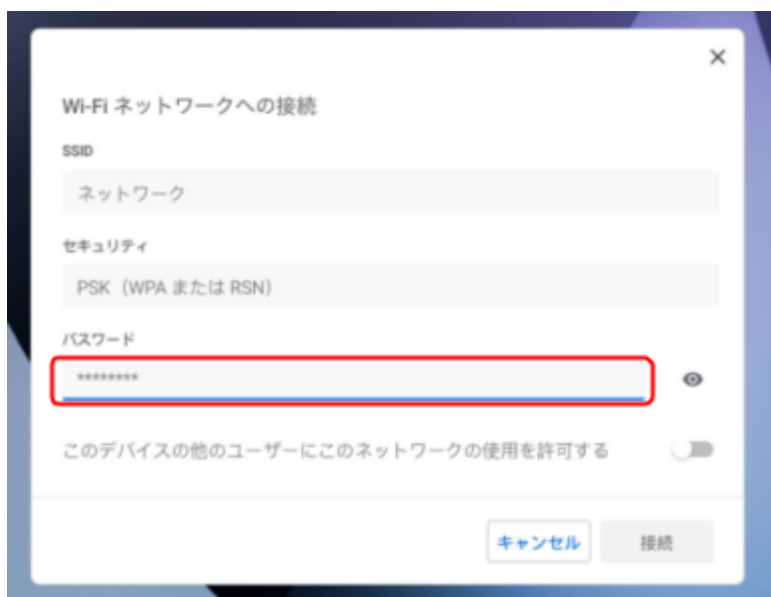 Wi-Fi ネットワークへの接続
SSID
ネットワーク
セキュリティ
PSK（WPA または RSN）
パスワード
********
このデバイスの他のユーザーにこのネットワークの使用を許可する
キャンセル
接続